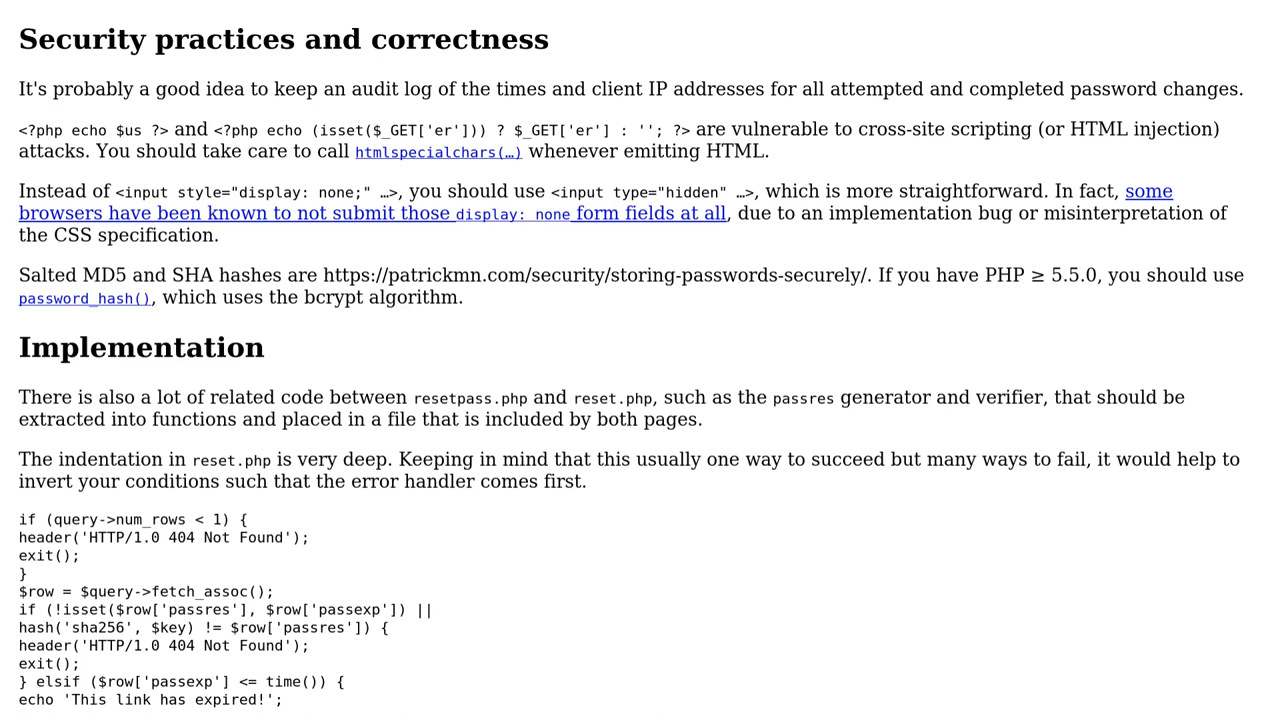 Security practices and correctness
It's probably a good idea to keep an audit log of the times and client IP addresses for all attempted and completed password changes.
<?php echo $us ?> and <?php echo (isset($_GET['er'])) ? $_GET['er'] : ''; ?> are vulnerable to cross-site scripting (or HTML injection)
attacks. You should take care to call htmlspecialchars(…) whenever emitting HTML.
Instead of <input style="display: none;" …>, you should use <input type="hidden" …>, which is more straightforward. In fact, some
browsers have been known to not submit those display: none form fields at all, due to an implementation bug or misinterpretation of
the CSS specification.
Salted MD5 and SHA hashes are https://patrickmn.com/security/storing-passwords-securely/. If you have PHP ≥ 5.5.0, you should use
password_hash(), which uses the bcrypt algorithm.
Implementation
There is also a lot of related code between resetpass.php and reset.php, such as the passres generator and verifier, that should be
extracted into functions and placed in a file that is included by both pages.
The indentation in reset.php is very deep. Keeping in mind that this usually one way to succeed but many ways to fail, it would help to
invert your conditions such that the error handler comes first.
if (query->num_rows < 1) {
header('HTTP/1.0 404 Not Found');
exit();
}
$row = $query->fetch_assoc();
if (!isset($row['passres'], $row['passexp']) ||
hash('sha256', $key) != $row['passres']) {
header('HTTP/1.0 404 Not Found');
exit();
} elsif ($row['passexp'] <= time()) {
echo 'This link has expired!';